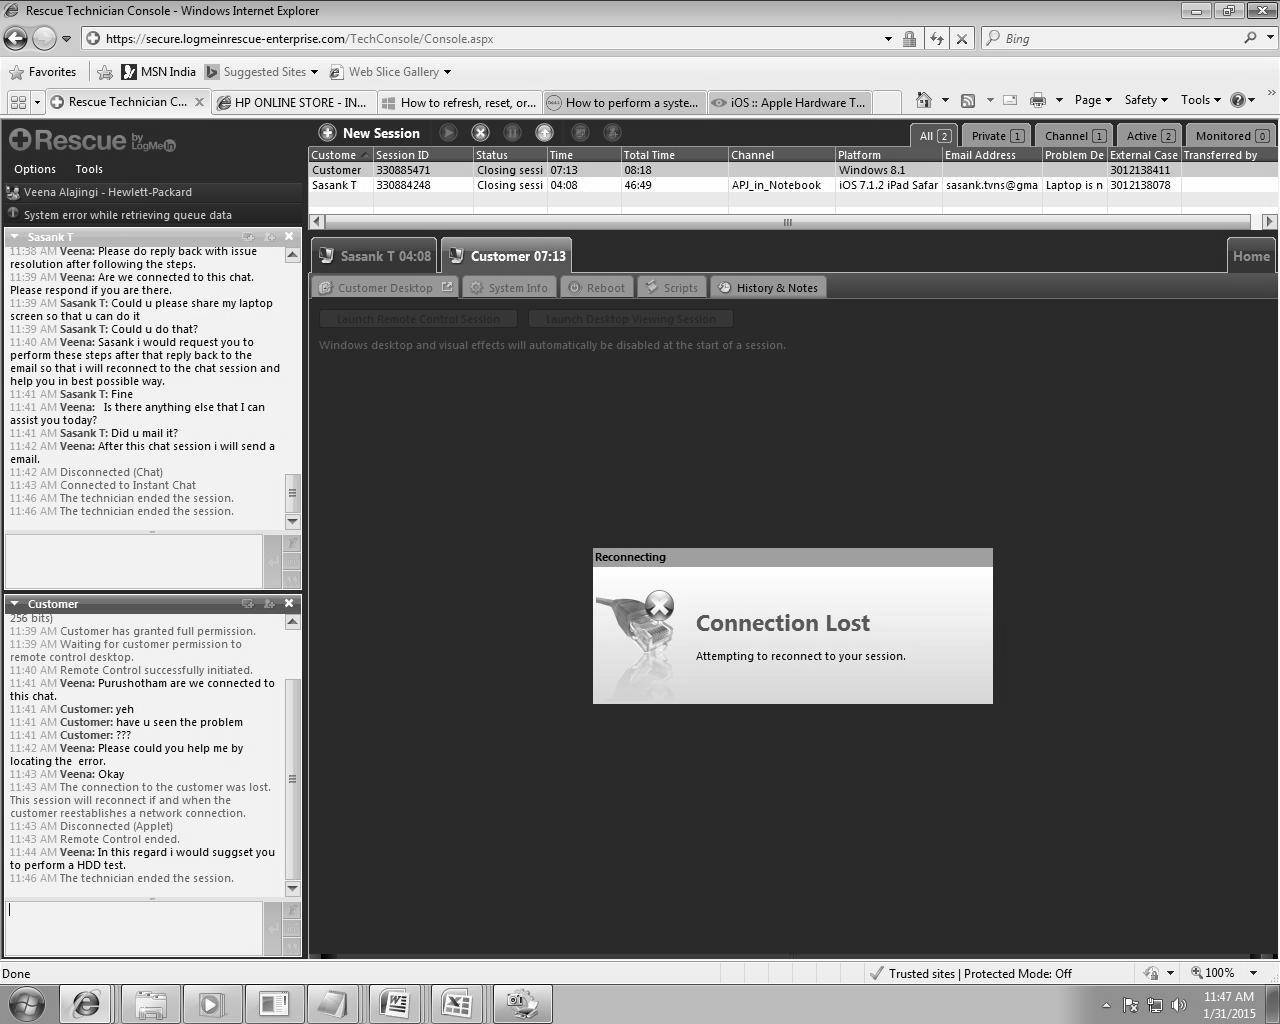 Rescue Technician Console - Windows Internet Explorer
https://secure.logmeinrescue-enterprise.com/TechConsole/Console.aspx
Bing
Favorites
MSN India
Suggested Sites
Web Slice Gallery
Rescue Technician C...
HP ONLINE STORE - IN...
How to refresh, reset, or...
How to perform a syste...
iOS :: Apple Hardware T...
Page
Safety
Tools
Rescue by LogMeIn
Options Tools
Veena Alajingi - Hewlett-Packard
System error while retrieving queue data
New Session
All 2
Private 1
Channel 1
Active 2
Monitored 0
Custome Session ID Status Time Total Time Channel Platform Email Address Problem De External Case Transferred by
Customer 330885471 Closing sessi 07:13 08:18 Windows 8.1 3012138411
Sasank T 330884248 Closing sessi 04:08 46:49 APJ_in_Notebook iOS 7.1.2 iPad Safar sasank.tvns@gma Laptop is n 3012138078
Sasank T
11:38 AM Veena: Please do reply back with issue
resolution after following the steps.
11:39 AM Veena: Are we connected to this chat.
Please respond if you are there.
11:39 AM Sasank T: Could u please share my laptop
screen so that u can do it
11:39 AM Sasank T: Could u do that?
11:40 AM Veena: Sasank i would request you to
perform these steps after that reply back to the
email so that i will reconnect to the chat session and
help you in best possible way.
11:41 AM Sasank T: Fine
11:41 AM Veena: Is there anything else that I can
assist you today?
11:41 AM Sasank T: Did u mail it?
11:42 AM Veena: After this chat session i will send a
email.
11:42 AM Disconnected (Chat)
11:43 AM Connected to Instant Chat
11:46 AM The technician ended the session.
11:46 AM The technician ended the session.
Customer
256 bits)
11:39 AM Customer has granted full permission.
11:39 AM Waiting for customer permission to
remote control desktop.
11:40 AM Remote Control successfully initiated.
11:41 AM Veena: Purushotham are we connected to
this chat.
11:41 AM Customer: yeh
11:41 AM Customer: have u seen the problem
11:41 AM Customer: ???
11:42 AM Veena: Please could you help me by
locating the error.
11:43 AM Veena: Okay
11:43 AM The connection to the customer was lost.
This session will reconnect if and when the
customer reestablishes a network connection.
11:43 AM Disconnected (Applet)
11:43 AM Remote Control ended.
11:44 AM Veena: In this regard i would suggset you
to perform a HDD test.
11:46 AM The technician ended the session.
Sasank T 04:08
Customer 07:13
Home
Customer Desktop
System Info
Reboot
Scripts
History & Notes
Launch Remote Control Session
Launch Desktop Viewing Session
Windows desktop and visual effects will automatically be disabled at the start of a session.
Reconnecting
Connection Lost
Attempting to reconnect to your session.
Done
Trusted sites | Protected Mode: Off
100%
11:47 AM
1/31/2015